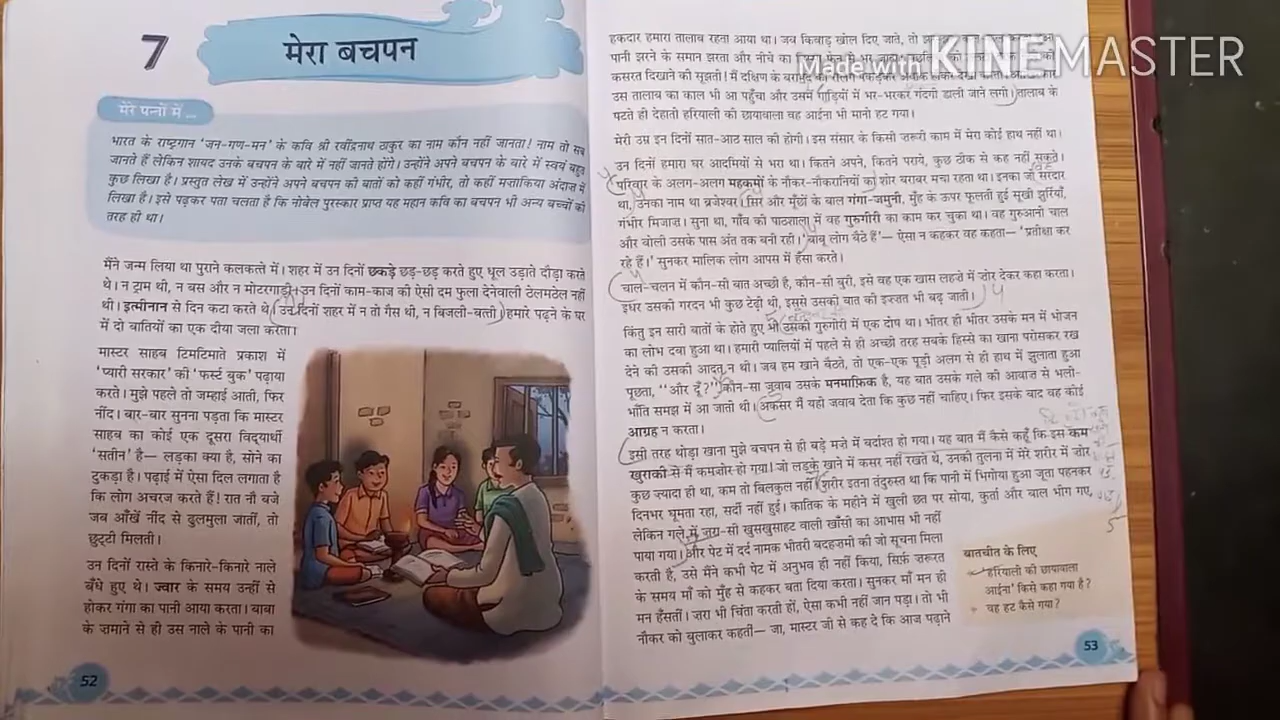 7
मेरा बचपन
मेरे पन्नों में ...
भारत के राष्ट्रगान 'जन-गण-मन' के कवि श्री रवींद्रनाथ ठाकुर का नाम कौन नहीं जानता! नाम तो सब
जानते हैं लेकिन शायद उनके बचपन के बारे में नहीं जानते होंगे। उन्होंने अपने बचपन के बारे में स्वयं बहुत
कुछ लिखा है। प्रस्तुत लेख में उन्होंने अपने बचपन की बातों को कहीं गंभीर, तो कहीं मज़ाकिया अंदाज़ में
लिखा है। इसे पढ़कर पता चलता है कि नोबेल पुरस्कार प्राप्त यह महान कवि का बचपन भी अन्य बच्चों की
तरह ही था।
मैंने जन्म लिया था पुराने कलकत्ते में। शहर में उन दिनों छकड़े छड़-छड़ करते हुए धूल उड़ाते दौड़ा करते
थे। न ट्राम थी, न बस और न मोटरगाड़ी। उन दिनों काम-काज की ऐसी दम फुला देनेवाली ठेलमठेल नहीं
थी। इत्मीनान से दिन कटा करते थे। उन दिनों शहर में न तो गैस थी, न बिजली-बत्ती। हमारे पढ़ने के घर
में दो बातियों का एक दीया जला करता।
मास्टर साहब टिमटिमाते प्रकाश में
'प्यारी सरकार' की 'फर्स्ट बुक' पढ़ाया
करते। मुझे पहले तो जम्हाई आती, फिर
नींद। बार-बार सुनना पड़ता कि मास्टर
साहब का कोई एक दूसरा विद्यार्थी
'सतीन' है— लड़का क्या है, सोने का
टुकड़ा है। पढ़ाई में ऐसा दिल लगाता है
कि लोग अचरज करते हैं! रात नौ बजे
जब आँखें नींद से ढुलमुला जातीं, तो
छुट्टी मिलती।
उन दिनों रास्ते के किनारे-किनारे नाले
बँधे हुए थे। ज्वार के समय उन्हीं से
होकर गंगा का पानी आया करता। बाबा
के ज़माने से ही उस नाले के पानी का
52
हकदार हमारा तालाब रहता आया था। जब किवाड़ खोल दिए जाते, तो
पानी झरने के समान झरता और नीचे का
कसरत दिखाने की सूझती। मैं दक्षिण के बरामदे की
उस तालाब का काल भी आ पहुँचा और उसमें गाड़ियों में भर-भरकर गंदगी डाली जाने लगी। तालाब के
पटते ही देहाती हरियाली की छायावाला वह आईना भी मानो हट गया।
मेरी उम्र इन दिनों सात-आठ साल की होगी। इस संसार के किसी ज़रूरी काम में मेरा कोई हाथ नहीं था।
उन दिनों हमारा घर आदमियों से भरा था। कितने अपने, कितने पराये, कुछ ठीक से कह नहीं सकते।
परिवार के अलग-अलग महकमों के नौकर-नौकरानियों का शोर बराबर मचा रहता था। इनका जो सरदार
था, उनका नाम था ब्रजेश्वर। सिर और मूँछों के बाल गंगा-जमुनी, मुँह के ऊपर फूलती हुई सूखी झुर्रियाँ,
गंभीर मिजाज़। सुना था, गाँव की पाठशाला में वह गुरुगीरी का काम कर चुका था। वह गुरुआनी चाल
और बोली उसके पास अंत तक बनी रही। 'बाबू लोग बैठे हैं'— ऐसा न कहकर वह कहता— 'प्रतीक्षा कर
रहे हैं।' सुनकर मालिक लोग आपस में हँसा करते।
चाल-चलन में कौन-सी बात अच्छी है, कौन-सी बुरी, इसे वह एक खास लहज़े में ज़ोर देकर कहा करता।
इधर उसकी गरदन भी कुछ टेढ़ी थी, इससे उसकी बात की इज़्ज़त भी बढ़ जाती।
किंतु इन सारी बातों के होते हुए भी उसकी गुरुगीरी में एक दोष था। भीतर ही भीतर उसके मन में भोजन
का लोभ दबा हुआ था। हमारी प्यालियों में पहले से ही अच्छी तरह सबके हिस्से का खाना परोसकर रख
देने की उसकी आदत न थी। जब हम खाने बैठते, तो एक-एक पूड़ी अलग से ही हाथ में झुलाता हुआ
पूछता, "और दूँ?" कौन-सा जवाब उसके मनमाफ़िक है, यह बात उसके गले की आवाज़ से भली-
भाँति समझ में आ जाती थी। अकसर मैं यही जवाब देता कि कुछ नहीं चाहिए। फिर इसके बाद वह कोई
आग्रह न करता।
इसी तरह थोड़ा खाना मुझे बचपन से ही बड़े मज़े में बर्दाश्त हो गया। यह बात मैं कैसे कहूँ कि इस कम
खुराकी से मैं कमज़ोर हो गया। जो लड़के खाने में कसर नहीं रखते थे, उनकी तुलना में मेरे शरीर में ज़ोर
कुछ ज़्यादा ही था, कम तो बिलकुल नहीं। शरीर इतना तंदुरुस्त था कि पानी में भिगोया हुआ जूता पहनकर
दिनभर घूमता रहा, सर्दी नहीं हुई। कातिक के महीने में खुली छत पर सोया, कुर्ता और बाल भीग गए,
लेकिन गले में ज़रा-सी खुसखुसाहट वाली खाँसी का आभास भी नहीं
पाया गया। और पेट में दर्द नामक भीतरी बदहज़मी की जो सूचना मिला
करती है, उसे मैंने कभी पेट में अनुभव ही नहीं किया, सिर्फ़ ज़रूरत
के समय माँ को मुँह से कहकर बता दिया करता। सुनकर माँ मन ही
मन हँसतीं। ज़रा भी चिंता करती हों, ऐसा कभी नहीं जान पड़ा। तो भी
नौकर को बुलाकर कहतीं— जा, मास्टर जी से कह दे कि आज पढ़ाने
बातचीत के लिए
'हरियाली की छायावाला
आईना' किसे कहा गया है?
वह हट कैसे गया?
53
Made with KINEMASTER